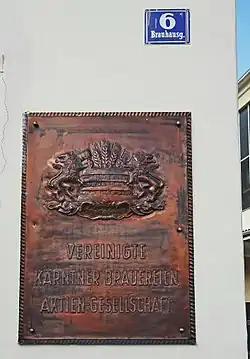 6
Brauhausg.
VEREINIGTE
KÄRNTNER BRAUEREIEN
AKTIEN-GESELLSCHAFT